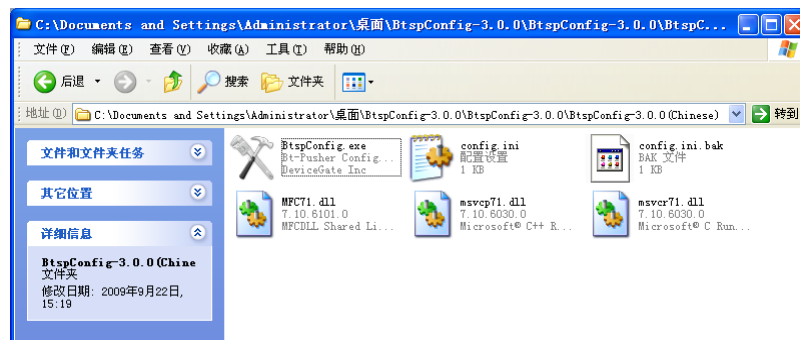 C:\Documents and Settings\Administrator\桌面\BtspConfig-3.0.0\BtspConfig-3.0.0\BtspC...
文件(F) 编辑(E) 查看(V) 收藏(A) 工具(T) 帮助(H)
后退 搜索 文件夹
地址(D) C:\Documents and Settings\Administrator\桌面\BtspConfig-3.0.0\BtspConfig-3.0.0\BtspConfig-3.0.0(Chinese) 转到
文件和文件夹任务
其它位置
详细信息
BtspConfig-3.0.0(Chine
文件夹
修改日期: 2009年9月22日,
15:19
BtspConfig.exe
Bt-Pusher Config...
DeviceGate Inc
config.ini
配置设置
1 KB
config.ini.bak
BAK 文件
1 KB
MFC71.dll
7.10.6101.0
MFCDLL Shared Li...
msvcp71.dll
7.10.6030.0
Microsoft® C++ R...
msvcr71.dll
7.10.6030.0
Microsoft® C Run...